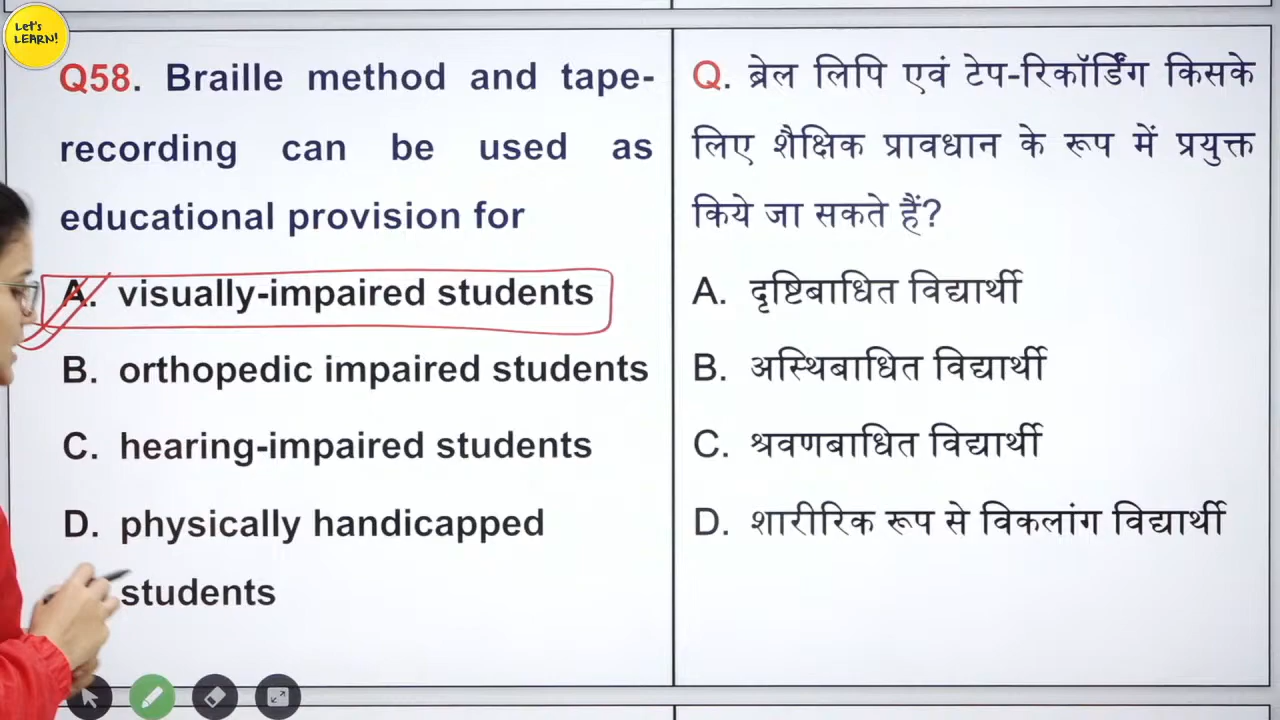 Let's
LEARN!
Q58. Braille method and tape-
recording can be used as
educational provision for
A. visually-impaired students
B. orthopedic impaired students
C. hearing-impaired students
D. physically handicapped
students
Q. ब्रेल लिपि एवं टेप-रिकॉर्डिंग किसके
लिए शैक्षिक प्रावधान के रूप में प्रयुक्त
किये जा सकते हैं?
A. दृष्टिबाधित विद्यार्थी
B. अस्थिबाधित विद्यार्थी
C. श्रवणबाधित विद्यार्थी
D. शारीरिक रूप से विकलांग विद्यार्थी